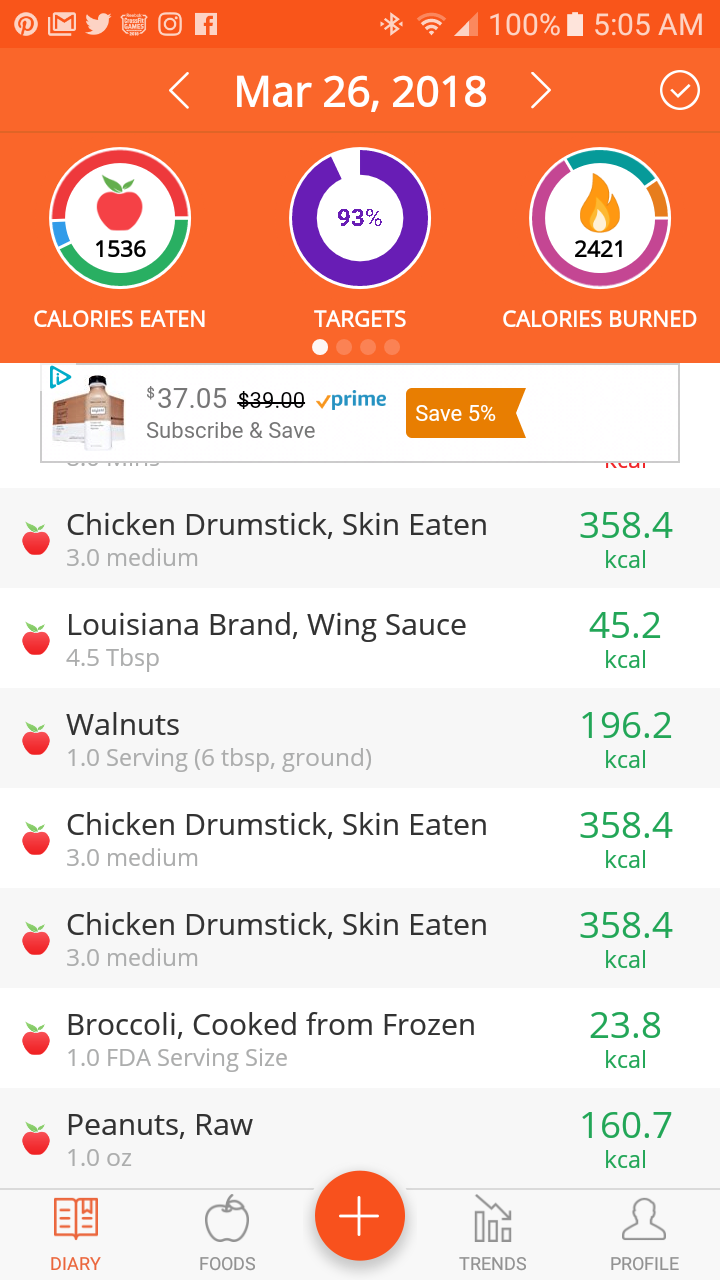 100% 5:05 AM
Mar 26, 2018
1536
93%
2421
CALORIES EATEN
TARGETS
CALORIES BURNED
$37.05 $39.00 prime
Subscribe & Save
Save 5%
kcal
Chicken Drumstick, Skin Eaten
358.4
3.0 medium
kcal
Louisiana Brand, Wing Sauce
45.2
4.5 Tbsp
kcal
Walnuts
196.2
1.0 Serving (6 tbsp, ground)
kcal
Chicken Drumstick, Skin Eaten
358.4
3.0 medium
kcal
Chicken Drumstick, Skin Eaten
358.4
3.0 medium
kcal
Broccoli, Cooked from Frozen
23.8
1.0 FDA Serving Size
kcal
Peanuts, Raw
160.7
1.0 oz
kcal
DIARY
FOODS
TRENDS
PROFILE